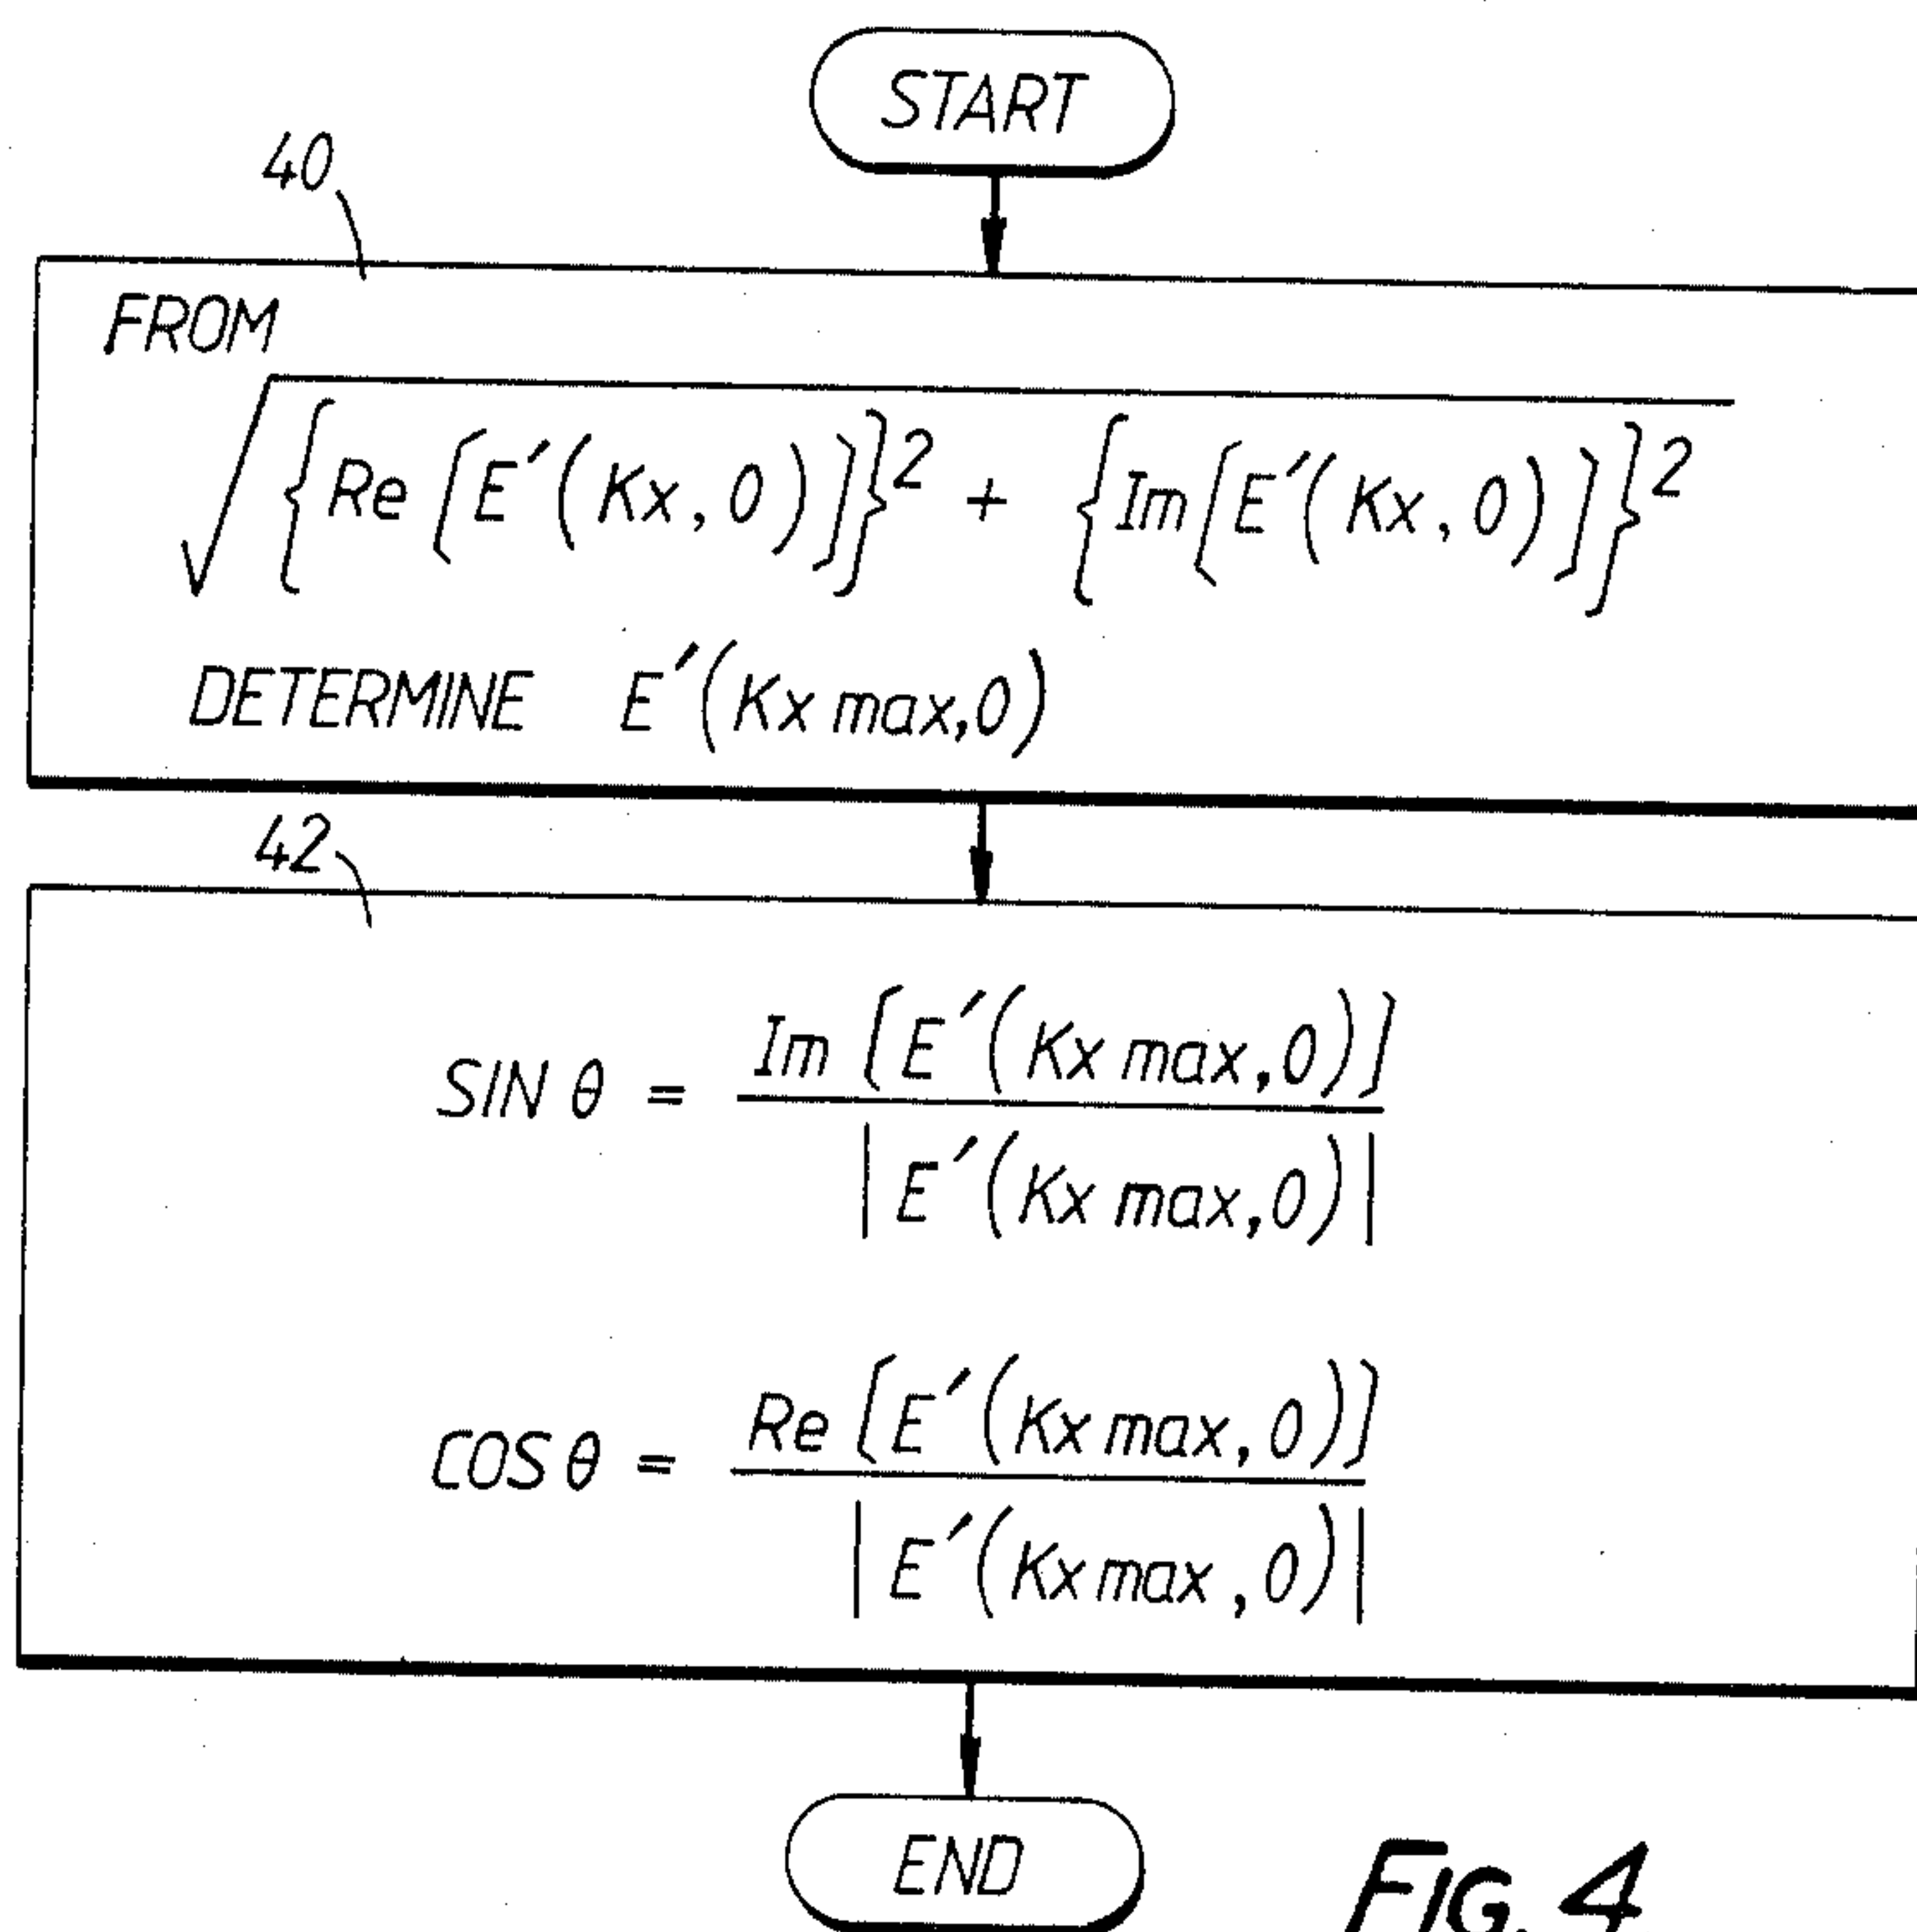 START
40
FROM
√{Re[E′(Kx, 0)]}² + {Im[E′(Kx, 0)]}²
DETERMINE E′(Kx max, 0)
42
SIN θ = Im[E′(Kx max, 0)]
|E′(Kx max, 0)|
COS θ = Re[E′(Kx max, 0)]
|E′(Kx max, 0)|
END
FIG. 4